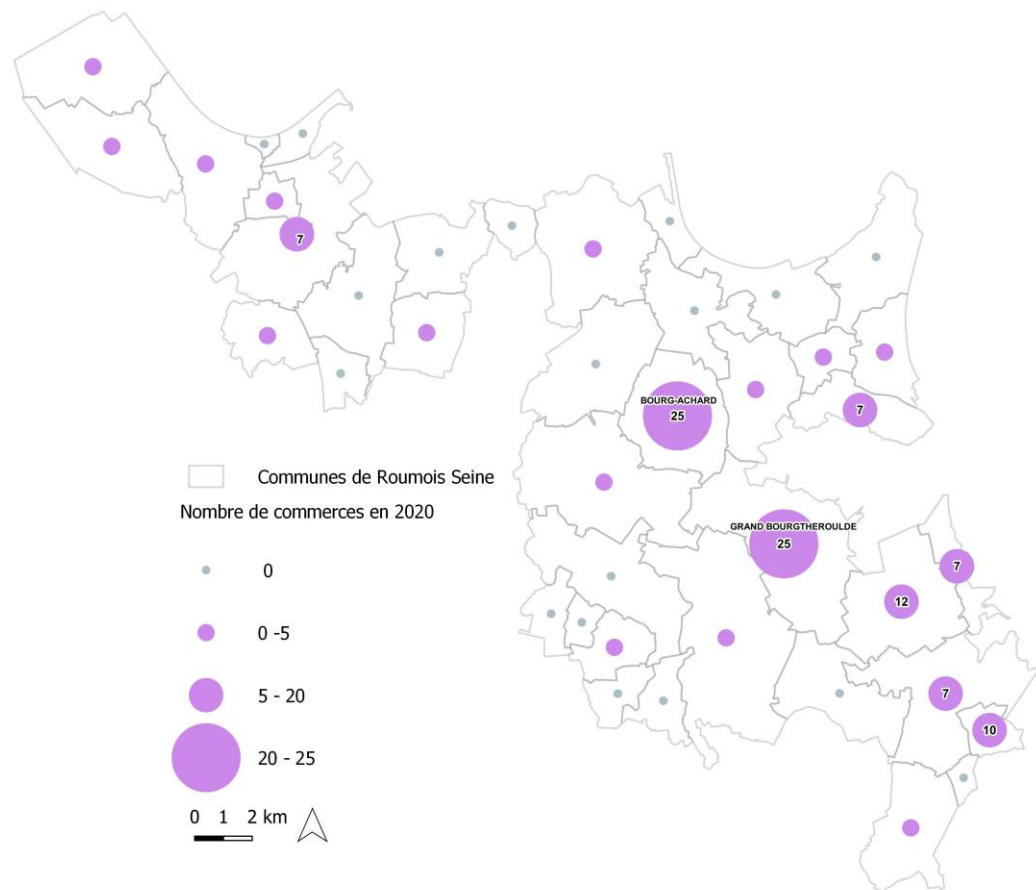 7
BOURG-ACHARD
25
7
Communes de Roumois Seine
Nombre de commerces en 2020
GRAND BOURGTHEROULDE
25
7
0
12
0 -5
5 - 20
7
10
20 - 25
0 1 2 km